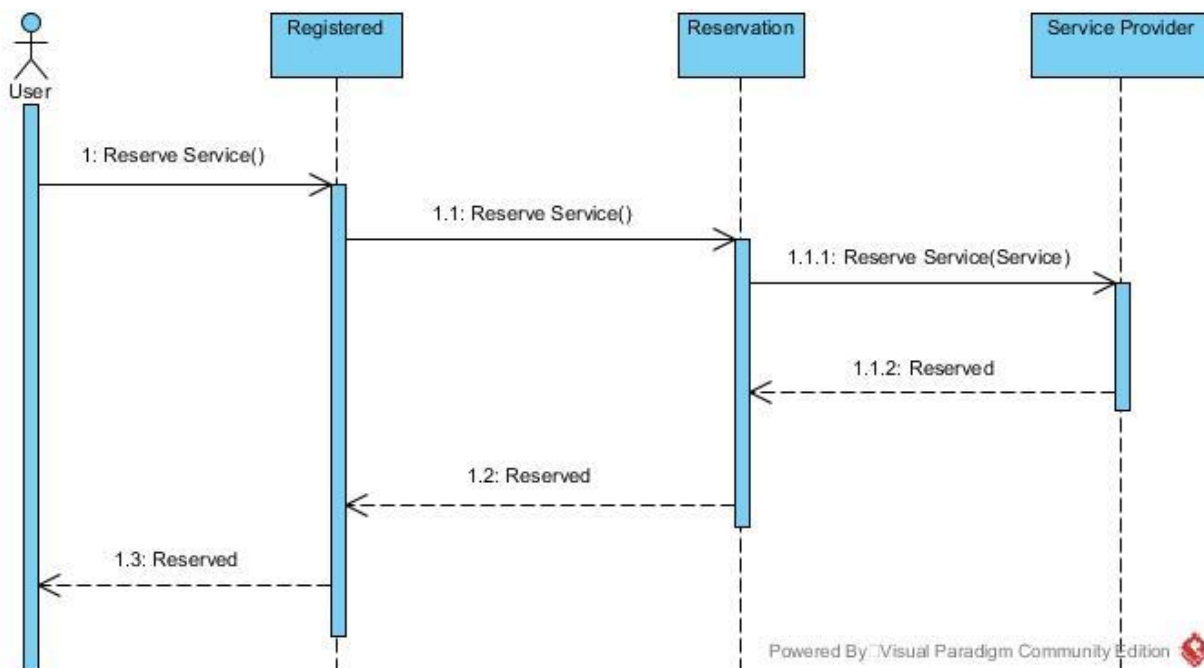 Registered
Reservation
Service Provider
User
1: Reserve Service()
1.1: Reserve Service()
1.1.1: Reserve Service(Service)
1.1.2: Reserved
1.2: Reserved
1.3: Reserved
Powered By Visual Paradigm Community Edition